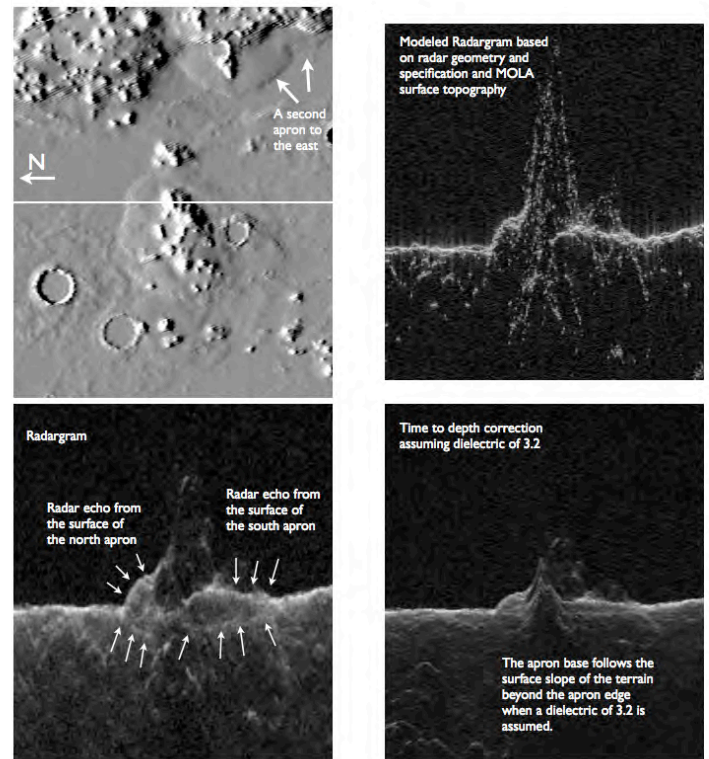 A second
apron to
the east
N
Modeled Radargram based
on radar geometry and
specification and MOLA
surface topography
Radargram
Radar echo from
the surface of
the north apron
Radar echo from
the surface of
the south apron
Time to depth correction
assuming dielectric of 3.2
The apron base follows the
surface slope of the terrain
beyond the apron edge
when a dielectric of 3.2 is
assumed.